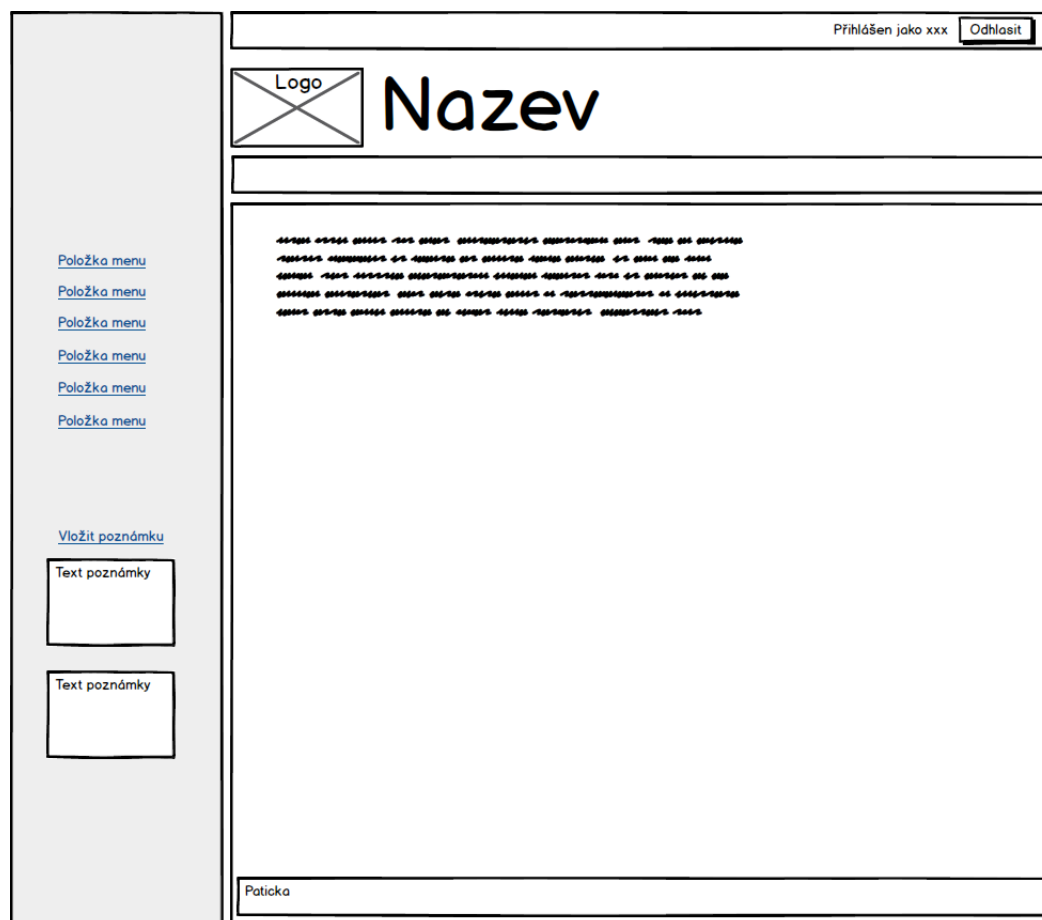 Přihlášen jako xxx
Odhlasit
Logo
Nazev
Položka menu
Položka menu
Položka menu
Položka menu
Položka menu
Položka menu
Vložit poznámku
Text poznámky
Text poznámky
Paticka